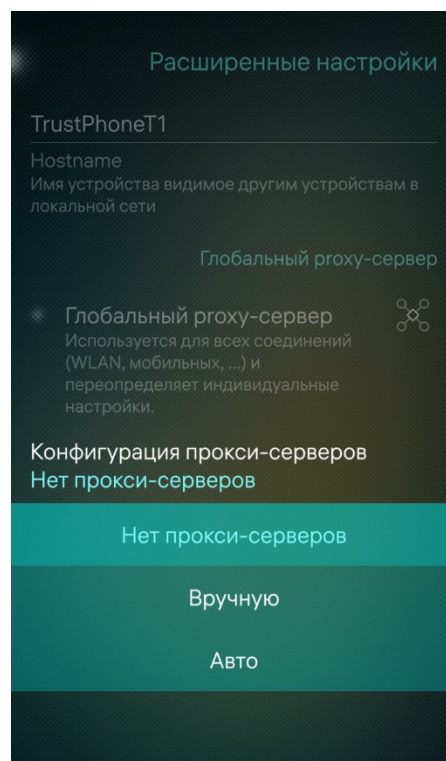 Расширенные настройки
TrustPhoneT1
Hostname
Имя устройства видимое другим устройствам в
локальной сети
Глобальный proxy-сервер
Глобальный proxy-сервер
Используется для всех соединений
(WLAN, мобильных, ...) и
переопределяет индивидуальные
настройки.
Конфигурация прокси-серверов
Нет прокси-серверов
Нет прокси-серверов
Вручную
Авто